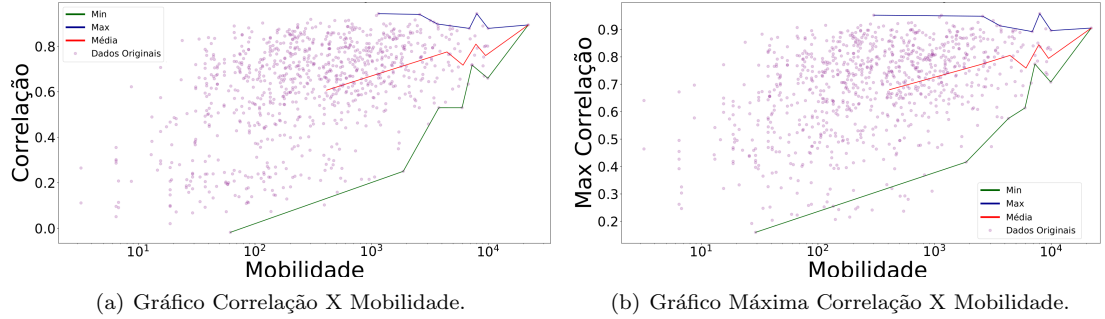 Min
Max
Média
Dados Originais
Correlação
0.8
0.6
0.4
0.2
0.0
10¹
10²
10³
10⁴
Mobilidade
(a) Gráfico Correlação X Mobilidade.
Max Correlação
0.9
0.8
0.7
0.6
0.5
0.4
0.3
0.2
Min
Max
Média
Dados Originais
10¹
10²
10³
10⁴
Mobilidade
(b) Gráfico Máxima Correlação X Mobilidade.